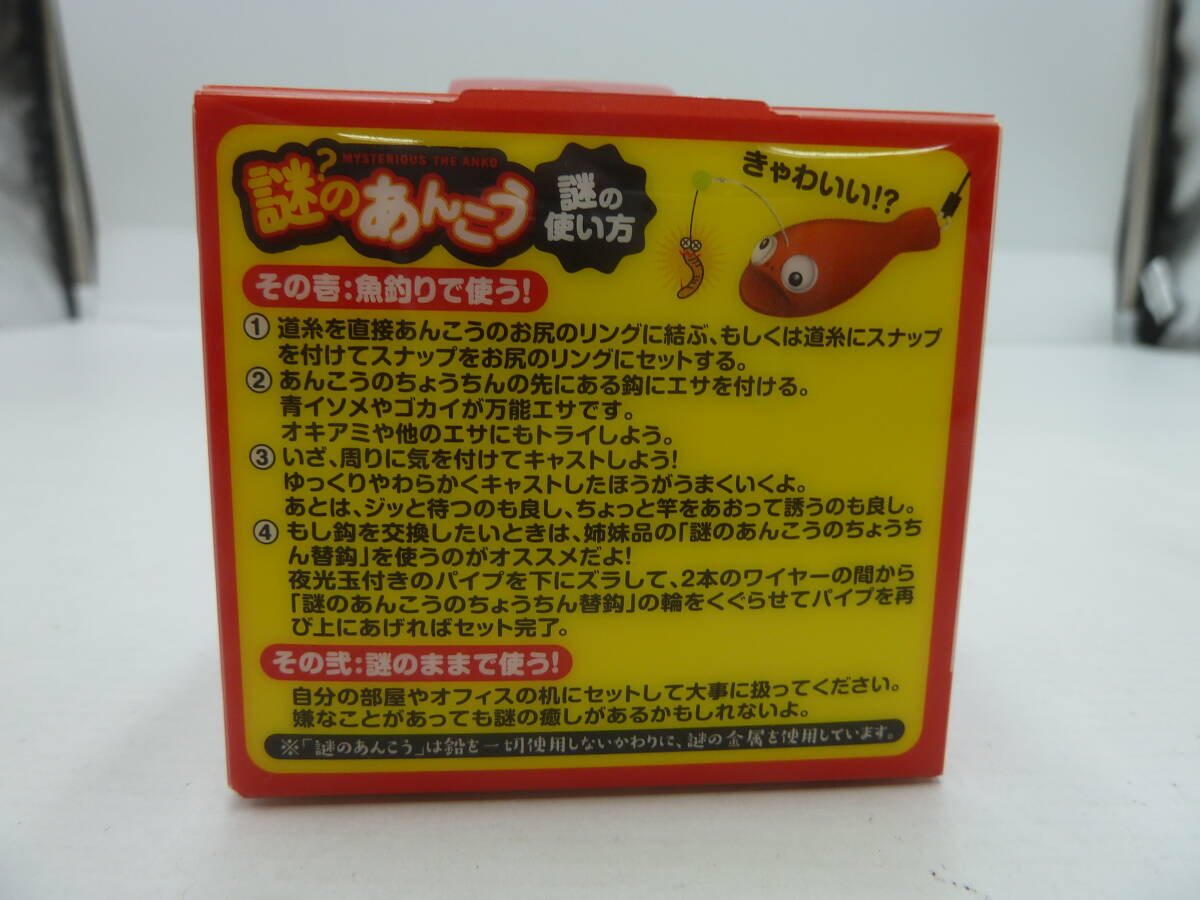 MYSTERIOUS THE ANKO
謎?のあんこう
謎の
使い方
きゃわいい!?
その壱:魚釣りで使う!
① 道糸を直接あんこうのお尻のリングに結ぶ、もしくは道糸にスナップ
を付けてスナップをお尻のリングにセットする。
② あんこうのちょうちんの先にある鈎にエサを付ける。
青イソメやゴカイが万能エサです。
オキアミや他のエサにもトライしよう。
③ いざ、周りに気を付けてキャストしよう!
ゆっくりやわらかくキャストしたほうがうまくいくよ。
あとは、ジッと待つのも良し、ちょっと竿をあおって誘うのも良し。
④ もし鈎を交換したいときは、姉妹品の「謎のあんこうのちょうち
ん替鈎」を使うのがオススメだよ!
夜光玉付きのパイプを下にズラして、2本のワイヤーの間から
「謎のあんこうのちょうちん替鈎」の輪をくぐらせてパイプを再
び上にあげればセット完了。
その弐:謎のままで使う!
自分の部屋やオフィスの机にセットして大事に扱ってください。
嫌なことがあっても謎の癒しがあるかもしれないよ。
※「謎のあんこう」は鉛を一切使用しないかわりに、謎の金属を使用しています。